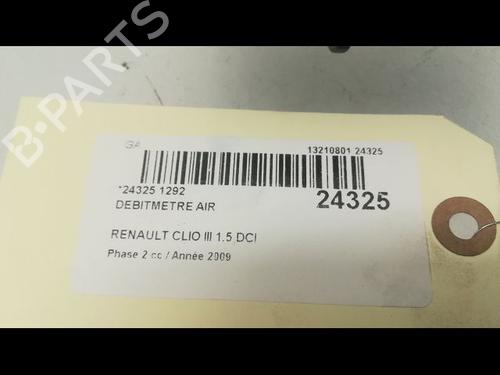 B-PARTS
GA
13210801 24325
*24325 1292
24325
DEBITMETRE AIR
RENAULT CLIO III 1.5 DCI
Phase 2 cc / Année 2009